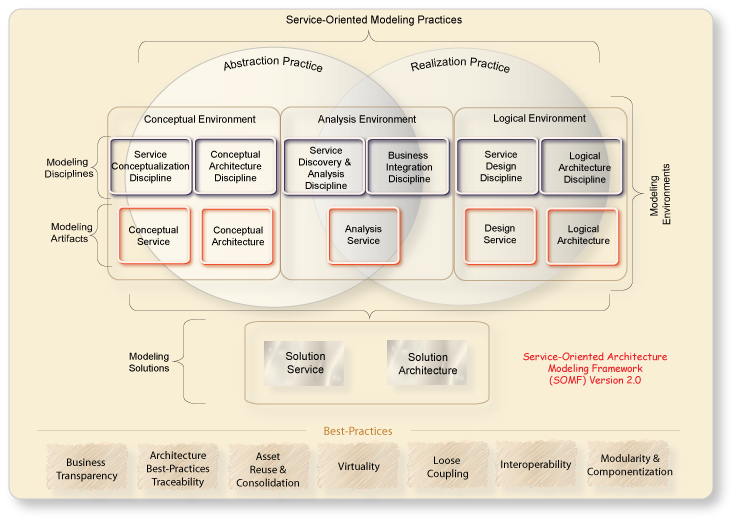 Service-Oriented Modeling Practices
Abstraction Practice
Realization Practice
Conceptual Environment
Analysis Environment
Logical Environment
Modeling
Disciplines
Service
Conceptualization
Discipline
Conceptual
Architecture
Discipline
Service
Discovery &
Analysis
Discipline
Business
Integration
Discipline
Service
Design
Discipline
Logical
Architecture
Discipline
Modeling
Environments
Modeling
Artifacts
Conceptual
Service
Conceptual
Architecture
Analysis
Service
Design
Service
Logical
Architecture
Modeling
Solutions
Solution
Service
Solution
Architecture
Service-Oriented Architecture
Modeling Framework
(SOMF) Version 2.0
Best-Practices
Business
Transparency
Architecture
Best-Practices
Traceability
Asset
Reuse &
Consolidation
Virtuality
Loose
Coupling
Interoperability
Modularity &
Componentization